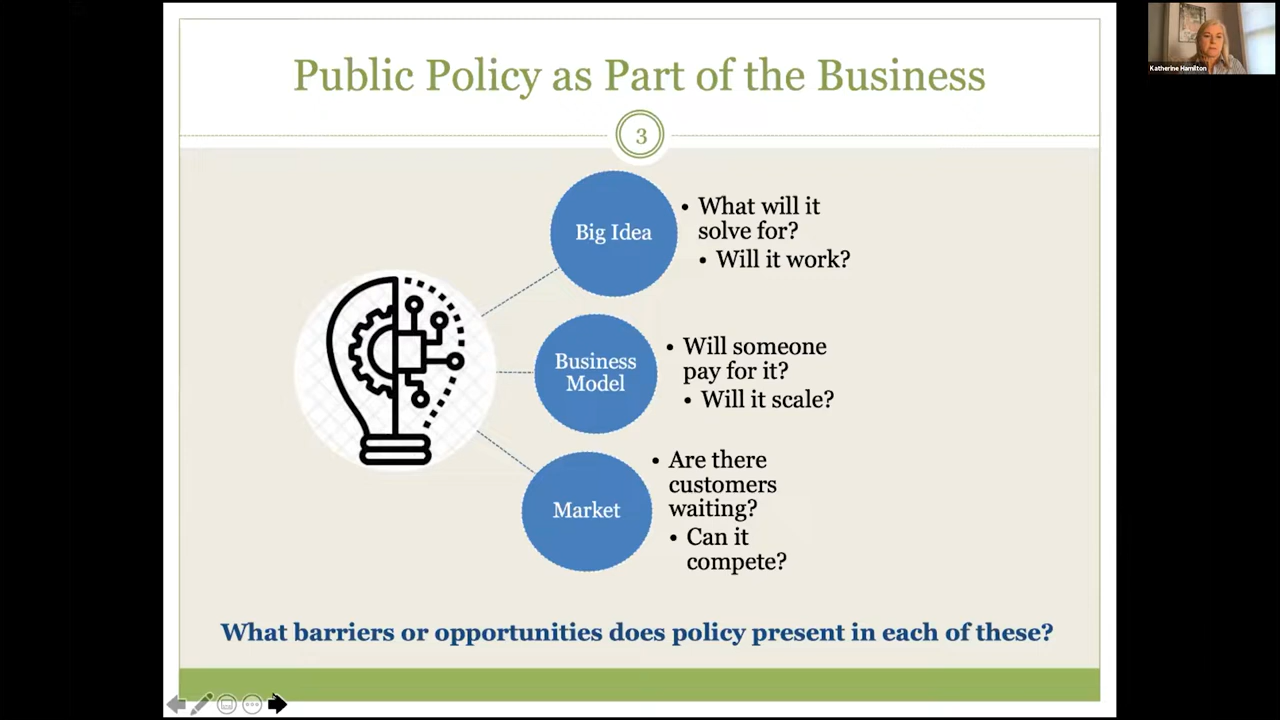 Public Policy as Part of the Business
3
Big Idea
• What will it
solve for?
• Will it work?
Business
Model
• Will someone
pay for it?
• Will it scale?
Market
• Are there
customers
waiting?
• Can it
compete?
What barriers or opportunities does policy present in each of these?
Katherine Hamilton